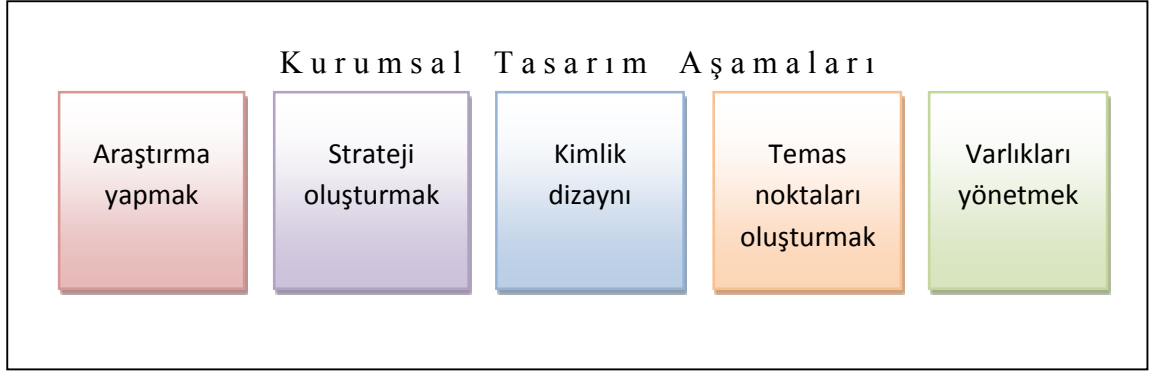 Kurumsal Tasarım Aşamaları
Araştırma
yapmak
Strateji
oluşturmak
Kimlik
dizaynı
Temas
noktaları
oluşturmak
Varlıkları
yönetmek